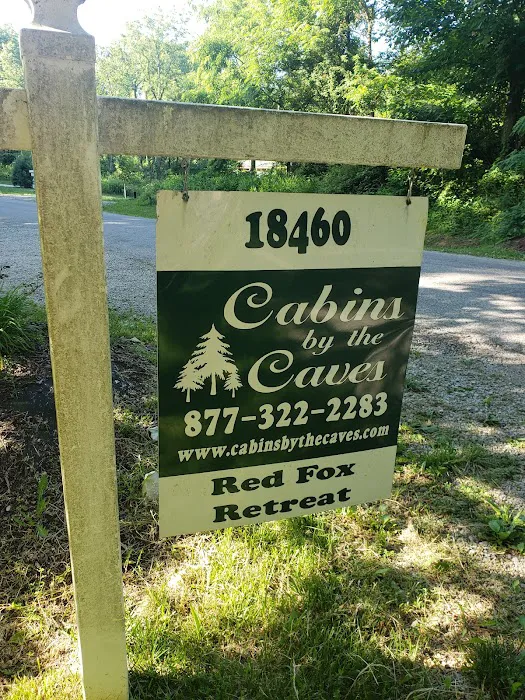 18460
Cabins
by the
Caves
877-322-2283
www.cabinsbythecaves.com
Red Fox
Retreat